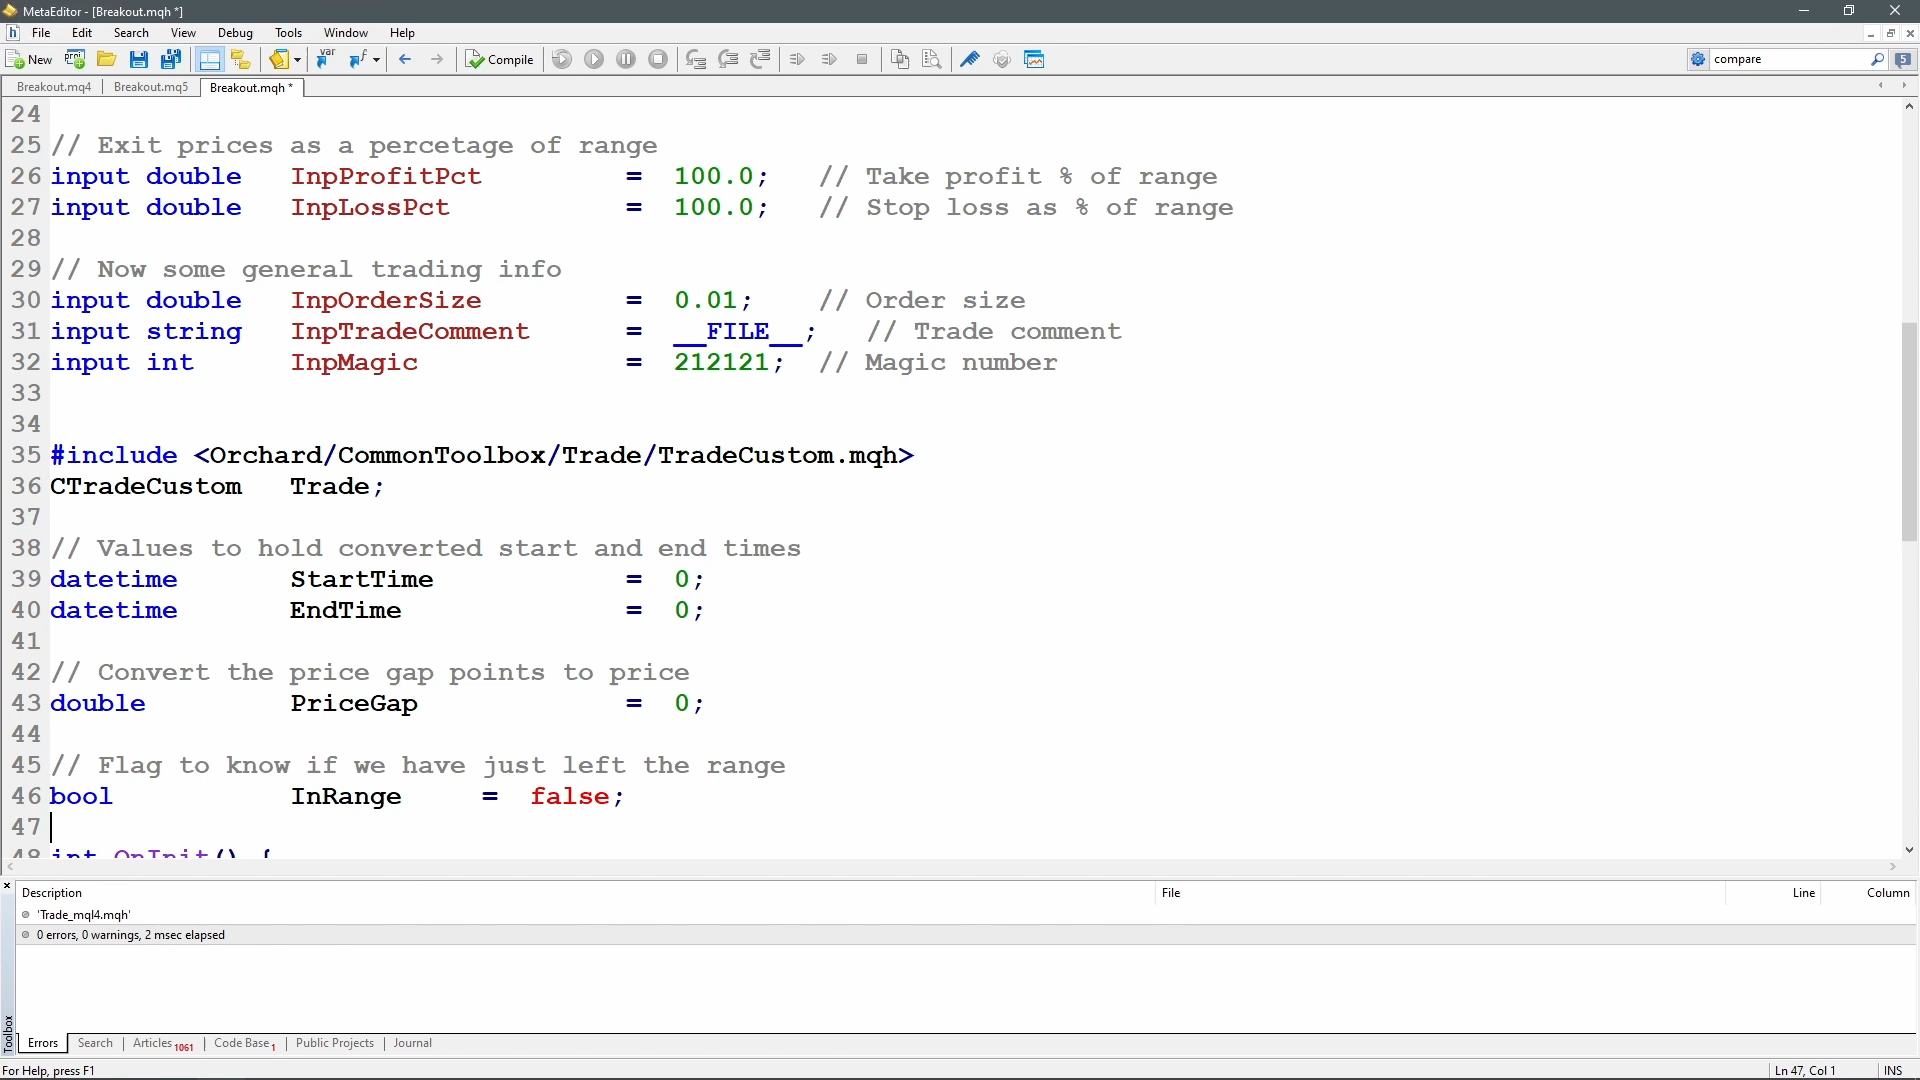 MetaEditor - [Breakout.mqh *]
File Edit Search View Debug Tools Window Help
New Compile compare 5
Breakout.mq4 Breakout.mq5 Breakout.mqh *
24
25 // Exit prices as a percetage of range
26 input double InpProfitPct = 100.0; // Take profit % of range
27 input double InpLossPct = 100.0; // Stop loss as % of range
28
29 // Now some general trading info
30 input double InpOrderSize = 0.01; // Order size
31 input string InpTradeComment = __FILE__; // Trade comment
32 input int InpMagic = 212121; // Magic number
33
34
35 #include <Orchard/CommonToolbox/Trade/TradeCustom.mqh>
36 CTradeCustom Trade;
37
38 // Values to hold converted start and end times
39 datetime StartTime = 0;
40 datetime EndTime = 0;
41
42 // Convert the price gap points to price
43 double PriceGap = 0;
44
45 // Flag to know if we have just left the range
46 bool InRange = false;
47
48 int OnInit() {
Description File Line Column
'Trade_mql4.mqh'
0 errors, 0 warnings, 2 msec elapsed
Toolbox
Errors Search Articles 1061 Code Base 1 Public Projects Journal
For Help, press F1 Ln 47, Col 1 INS